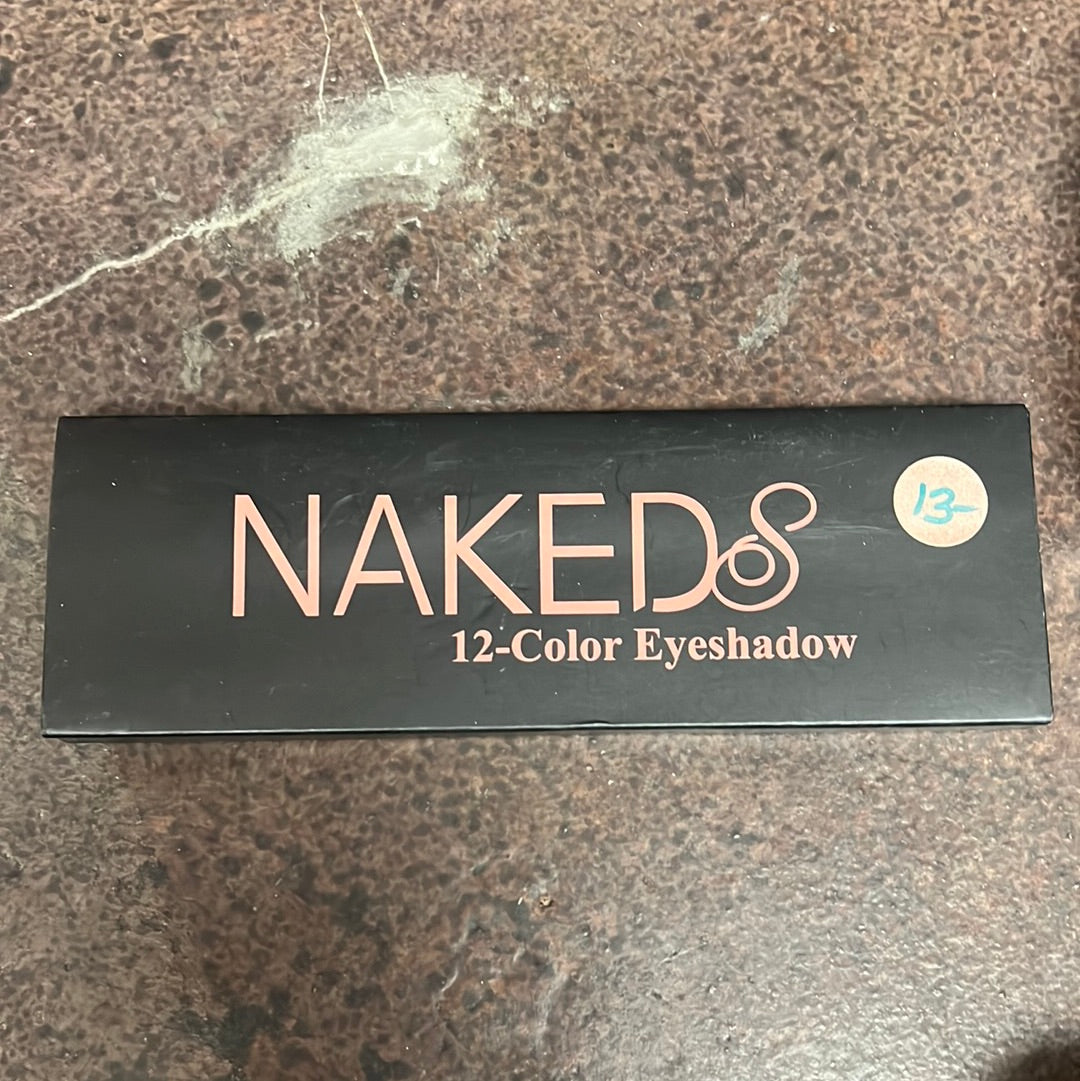 NAKEDS
12-Color Eyeshadow
13-